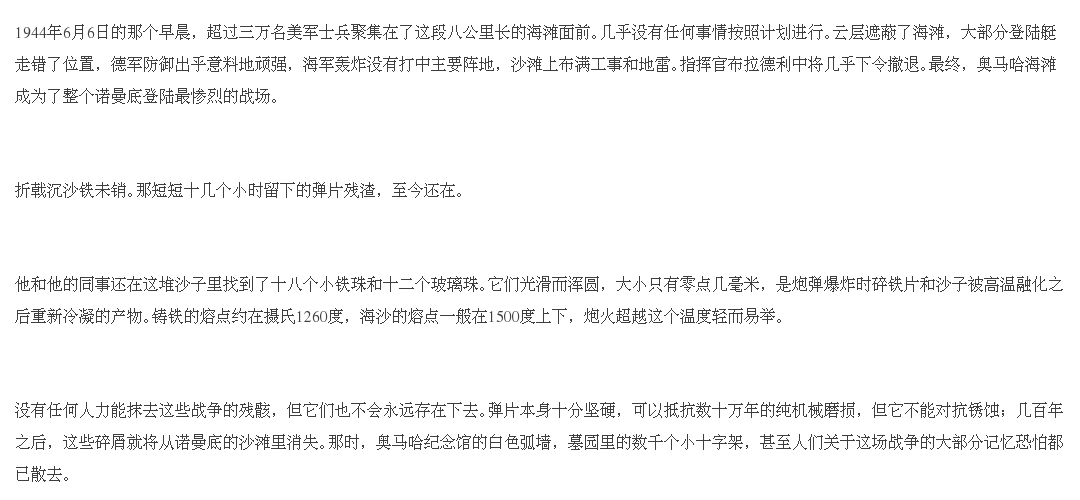 1944年6月6日的那个早晨，超过三万名美军士兵聚集在了这段八公里长的海滩面前。几乎没有任何事情按照计划进行。云层遮蔽了海滩，大部分登陆艇
走错了位置，德军防御出乎意料地顽强，海军轰炸没有打中主要阵地，沙滩上布满工事和地雷。指挥官布拉德利中将几乎下令撤退。最终，奥马哈海滩
成为了整个诺曼底登陆最惨烈的战场。
折戟沉沙铁未销。那短短十几个小时留下的弹片残渣，至今还在。
他和他的同事还在这堆沙子里找到了十八个小铁珠和十二个玻璃珠。它们光滑而浑圆，大小只有零点几毫米，是炮弹爆炸时碎铁片和沙子被高温融化之
后重新冷凝的产物。铸铁的熔点约在摄氏1260度，海沙的熔点一般在1500度上下，炮火超越这个温度轻而易举。
没有任何人力能抹去这些战争的残骸，但它们也不会永远存在下去。弹片本身十分坚硬，可以抵抗数十万年的纯机械磨损，但它不能对抗锈蚀；几百年
之后，这些碎屑就将从诺曼底的沙滩里消失。那时，奥马哈纪念馆的白色弧墙，墓园里的数千个小十字架，甚至人们关于这场战争的大部分记忆恐怕都
已散去。